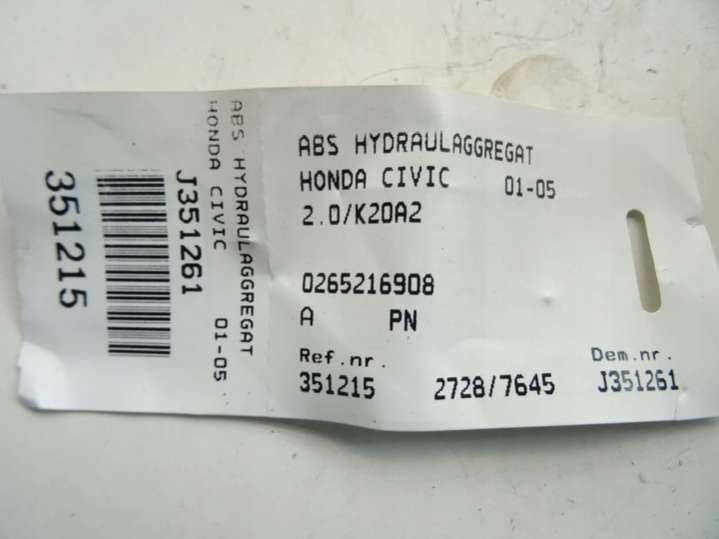 ABS HYDRAULAGGREGAT
HONDA CIVIC 01-05
2.0/K20A2
0265216908
A PN
Ref.nr. Dem.nr.
351215 2728/7645 J351261
ABS HYDRAULAGGREGAT
HONDA CIVIC 01-05
J351261
351215